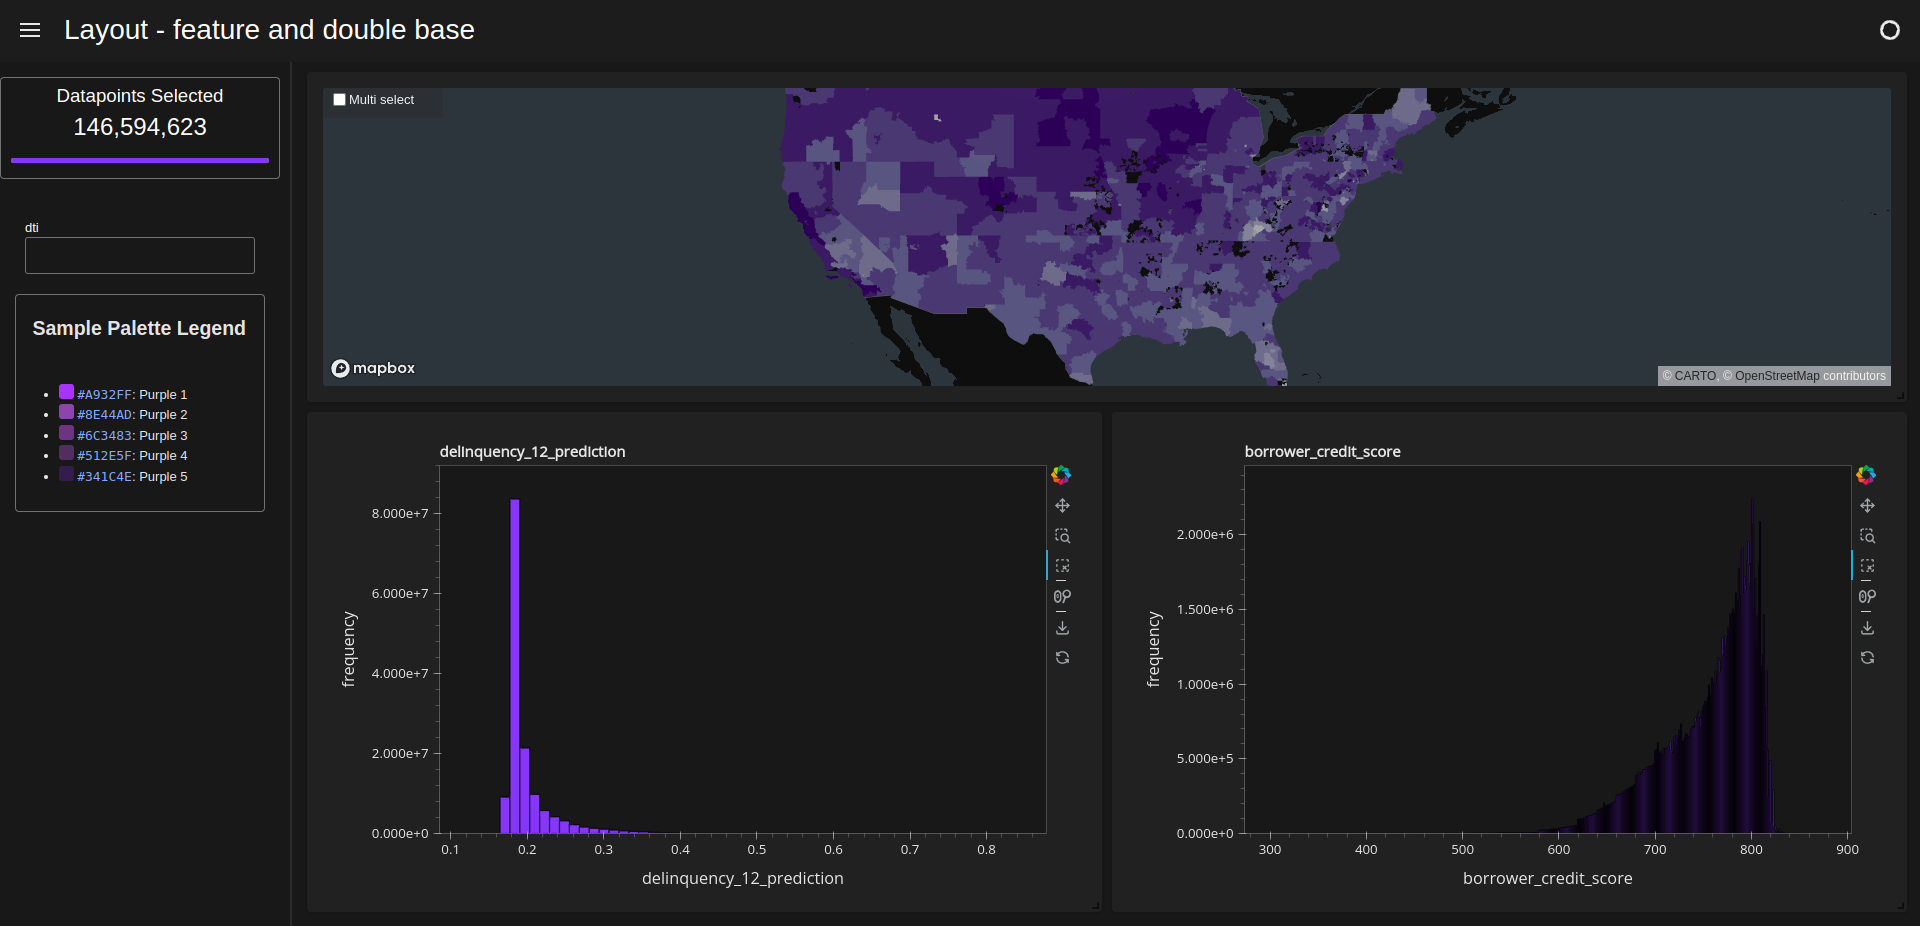 Layout - feature and double base
Datapoints Selected
146,594,623
dti
Sample Palette Legend
#A932FF: Purple 1
#8E44AD: Purple 2
#6C3483: Purple 3
#512E5F: Purple 4
#341C4E: Purple 5
Multi select
mapbox
© CARTO, © OpenStreetMap contributors
delinquency_12_prediction
frequency
8.000e+7
6.000e+7
4.000e+7
2.000e+7
0.000e+0
0.1 0.2 0.3 0.4 0.5 0.6 0.7 0.8
delinquency_12_prediction
borrower_credit_score
frequency
2.000e+6
1.500e+6
1.000e+6
5.000e+5
0.000e+0
300 400 500 600 700 800 900
borrower_credit_score